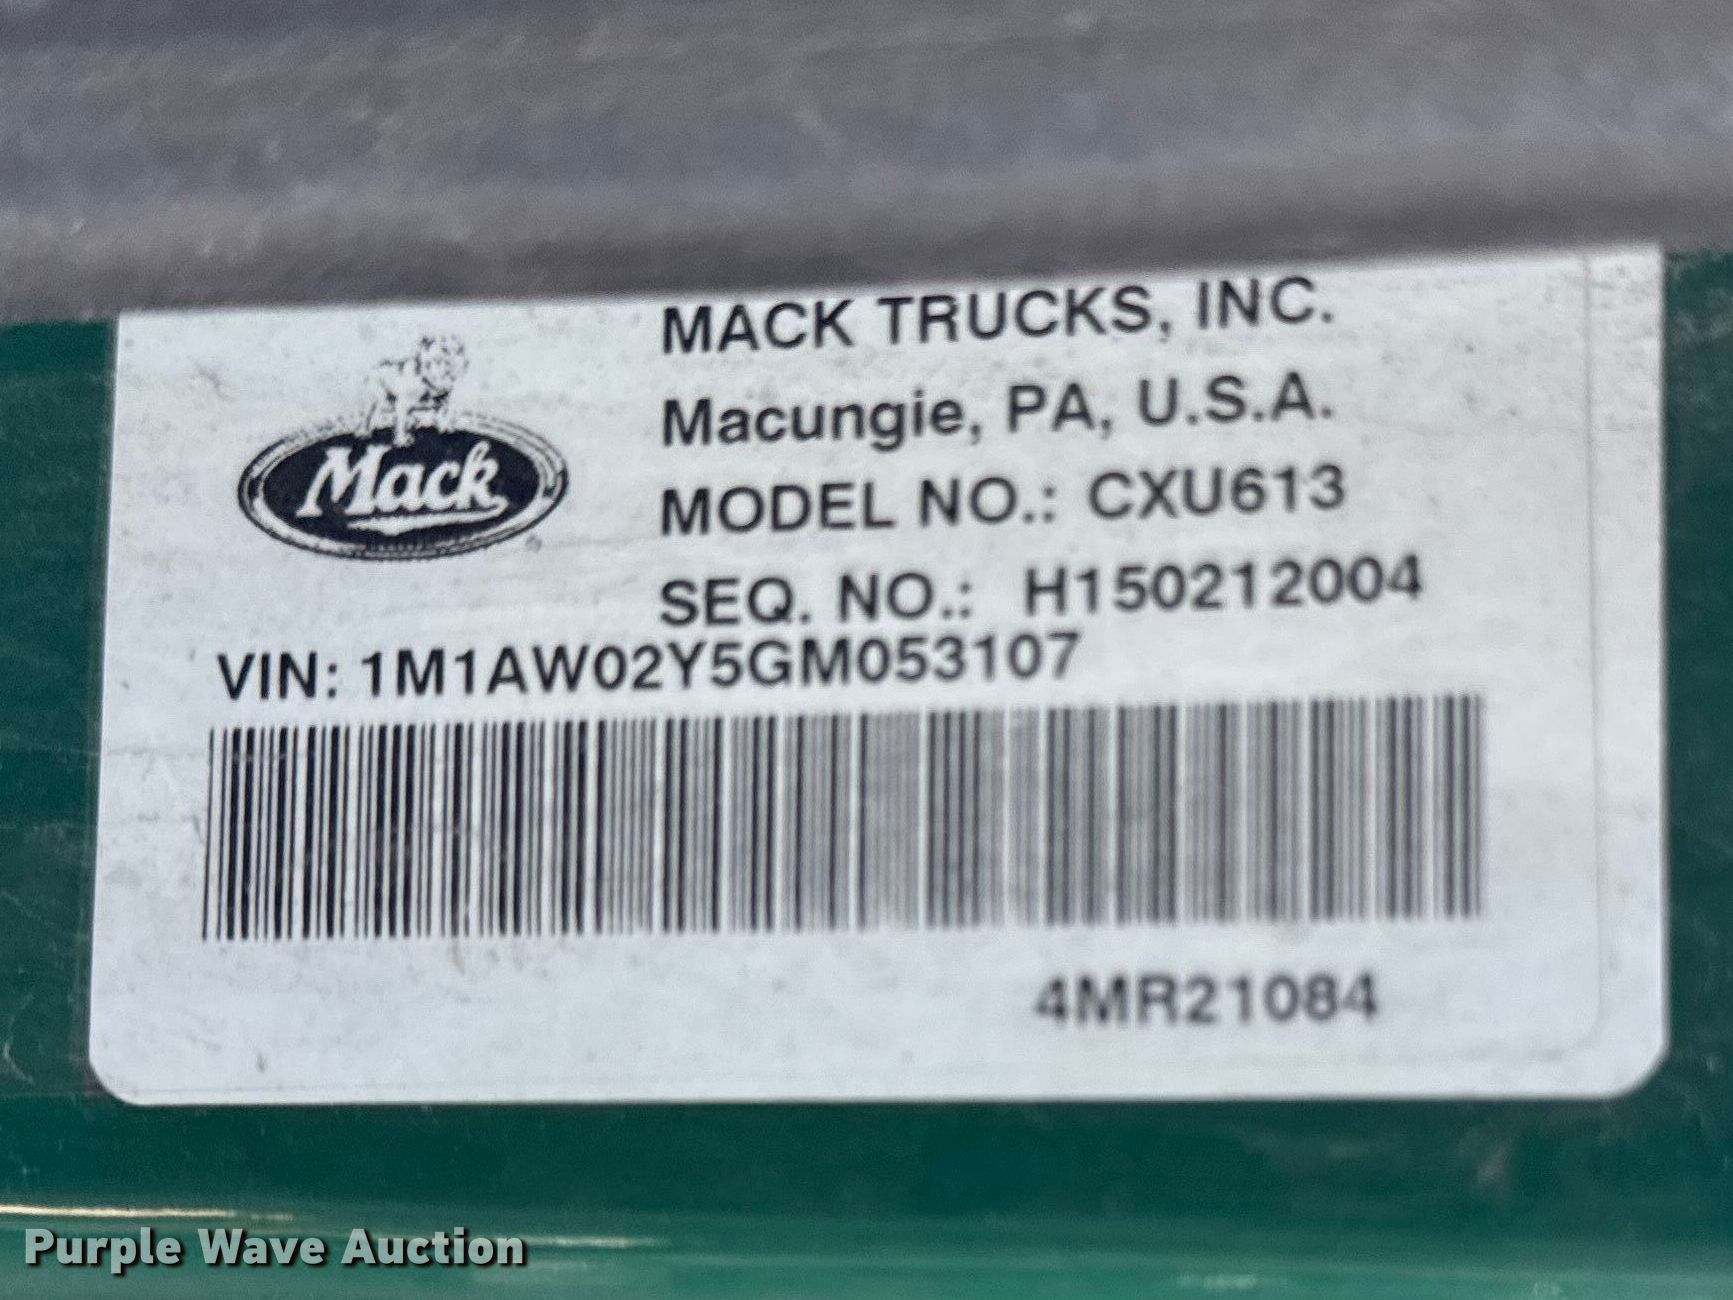 MACK TRUCKS, INC.
Macungie, PA, U.S.A.
Mack
MODEL NO.: CXU613
SEQ. NO.: H150212004
VIN: 1M1AW02Y5GM053107
4MR21084
Purple Wave Auction